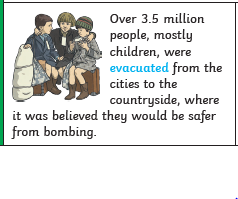 Over 3.5 million
people, mostly
children, were
evacuated from the
cities to the
countryside, where
it was believed they would be safer
from bombing.